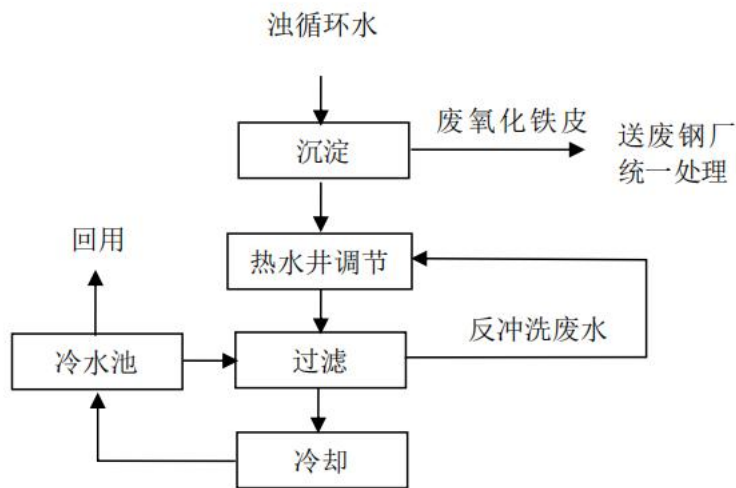 浊循环水
废氧化铁皮
沉淀
送废钢厂
统一处理
回用
热水井调节
反冲洗废水
冷水池
过滤
冷却